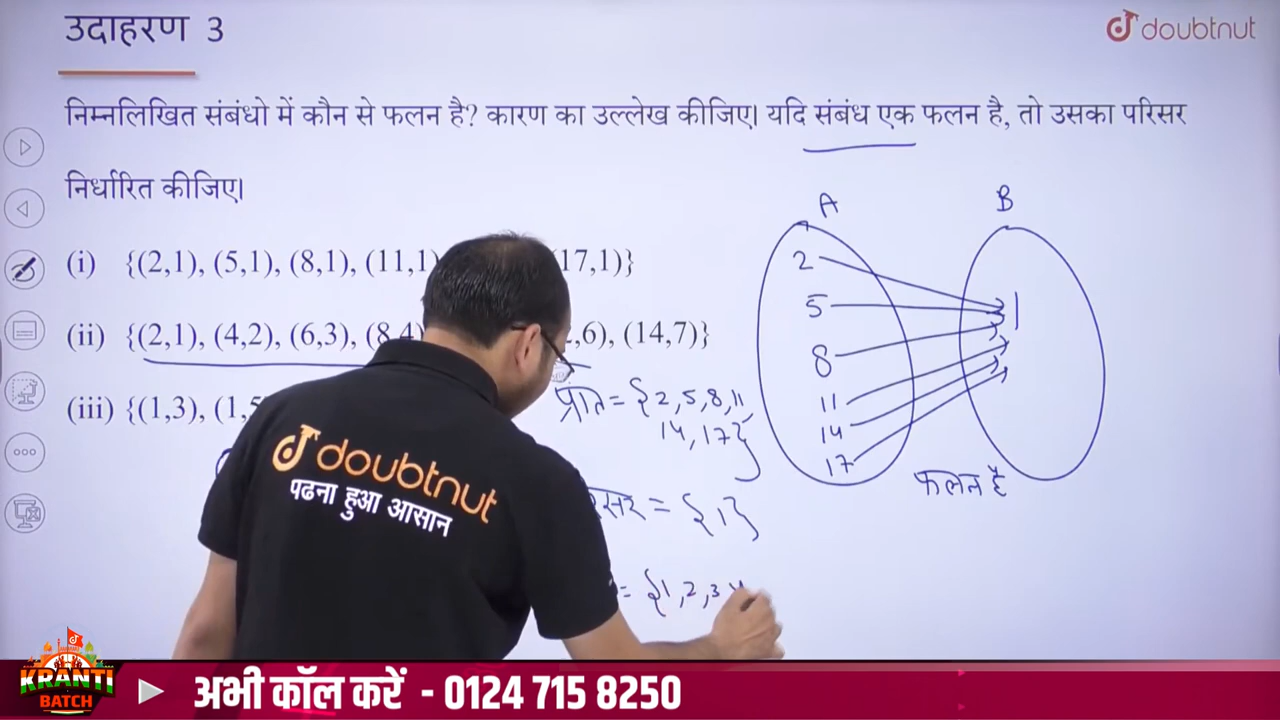 उदाहरण 3
doubtnut
निम्नलिखित संबंधो में कौन से फलन है? कारण का उल्लेख कीजिए। यदि संबंध एक फलन है, तो उसका परिसर
निर्धारित कीजिए।
(i) {(2,1), (5,1), (8,1), (11,1) 17,1)}
(ii) {(2,1), (4,2), (6,3), (8,4) ,6), (14,7)}
(iii) {(1,3), (1,5
A B
2
5
8
11
14
17
1
फलन है
प्रांत = {2,5,8,11,
14,17}
= {1}
= {1,2,3
doubtnut
पढना हुआ आसान
KRANTI
BATCH
अभी कॉल करें - 0124 715 8250